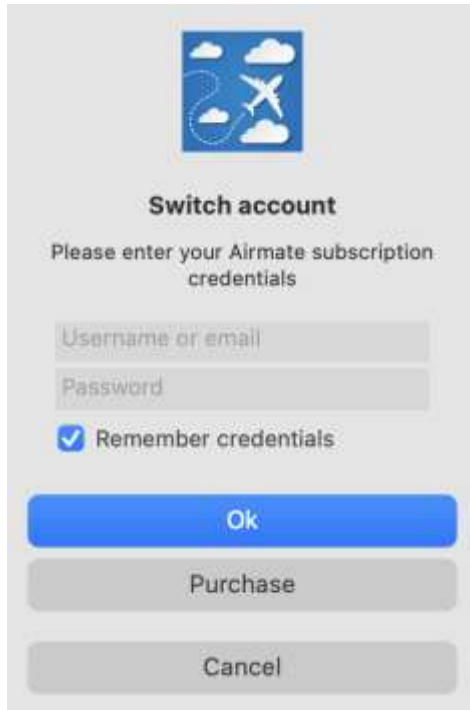 Switch account
Please enter your Airmate subscription
credentials
Username or email
Password
Remember credentials
Ok
Purchase
Cancel